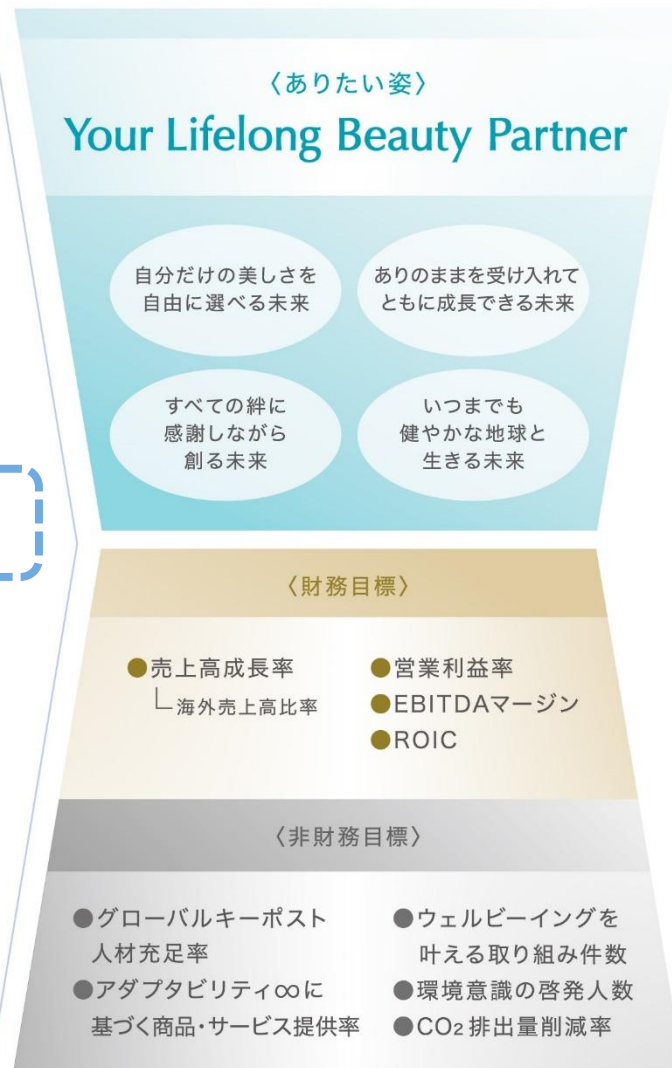 〈ありたい姿〉
Your Lifelong Beauty Partner
自分だけの美しさを
自由に選べる未来
ありのままを受け入れて
ともに成長できる未来
すべての絆に
感謝しながら
創る未来
いつまでも
健やかな地球と
生きる未来
〈財務目標〉
●売上高成長率
└海外売上高比率
●営業利益率
●EBITDAマージン
●ROIC
〈非財務目標〉
●グローバルキーポスト
人材充足率
●アダプタビリティ∞に
基づく商品・サービス提供率
●ウェルビーイングを
叶える取り組み件数
●環境意識の啓発人数
●CO₂排出量削減率